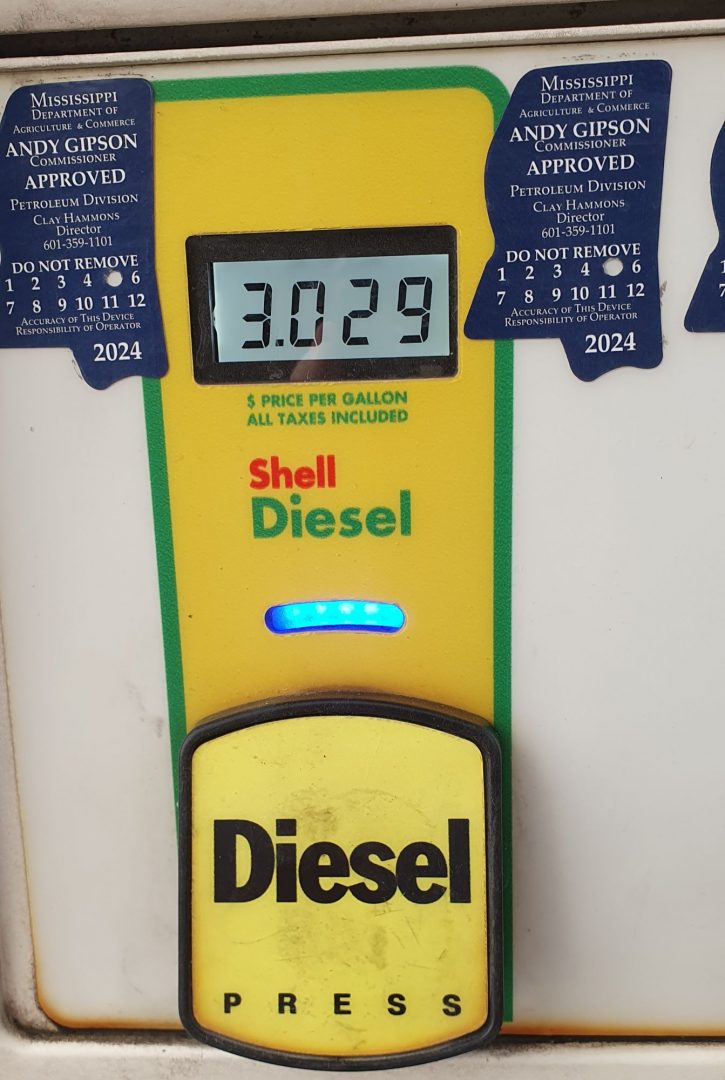 MISSISSIPPI
DEPARTMENT OF
AGRICULTURE & COMMERCE
ANDY GIPSON
COMMISSIONER
APPROVED
PETROLEUM DIVISION
CLAY HAMMONS
Director
601-359-1101
DO NOT REMOVE
1 2 3 4 6
7 8 9 10 11 12
ACCURACY OF THIS DEVICE
RESPONSIBILITY OF OPERATOR
2024
3.029
$ PRICE PER GALLON
ALL TAXES INCLUDED
Shell
Diesel
Diesel
PRESS
MISSISSIPPI
DEPARTMENT OF
AGRICULTURE & COMMERCE
ANDY GIPSON
COMMISSIONER
APPROVED
PETROLEUM DIVISION
CLAY HAMMONS
Director
601-359-1101
DO NOT REMOVE
1 2 3 4 6
7 8 9 10 11 12
ACCURACY OF THIS DEVICE
RESPONSIBILITY OF OPERATOR
2024